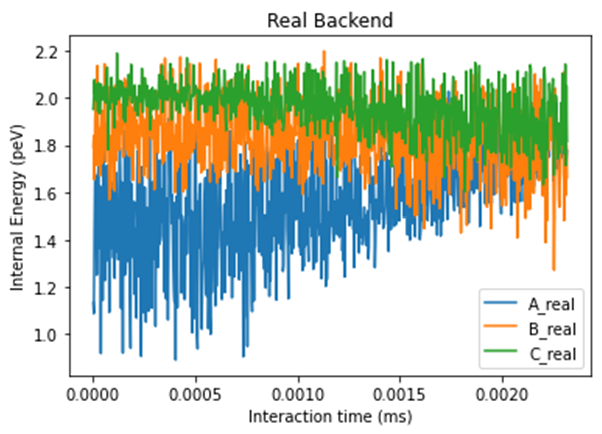 Real Backend
Internal Energy (peV)
2.2
2.0
1.8
1.6
1.4
1.2
1.0
A_real
B_real
C_real
0.0000 0.0005 0.0010 0.0015 0.0020
Interaction time (ms)